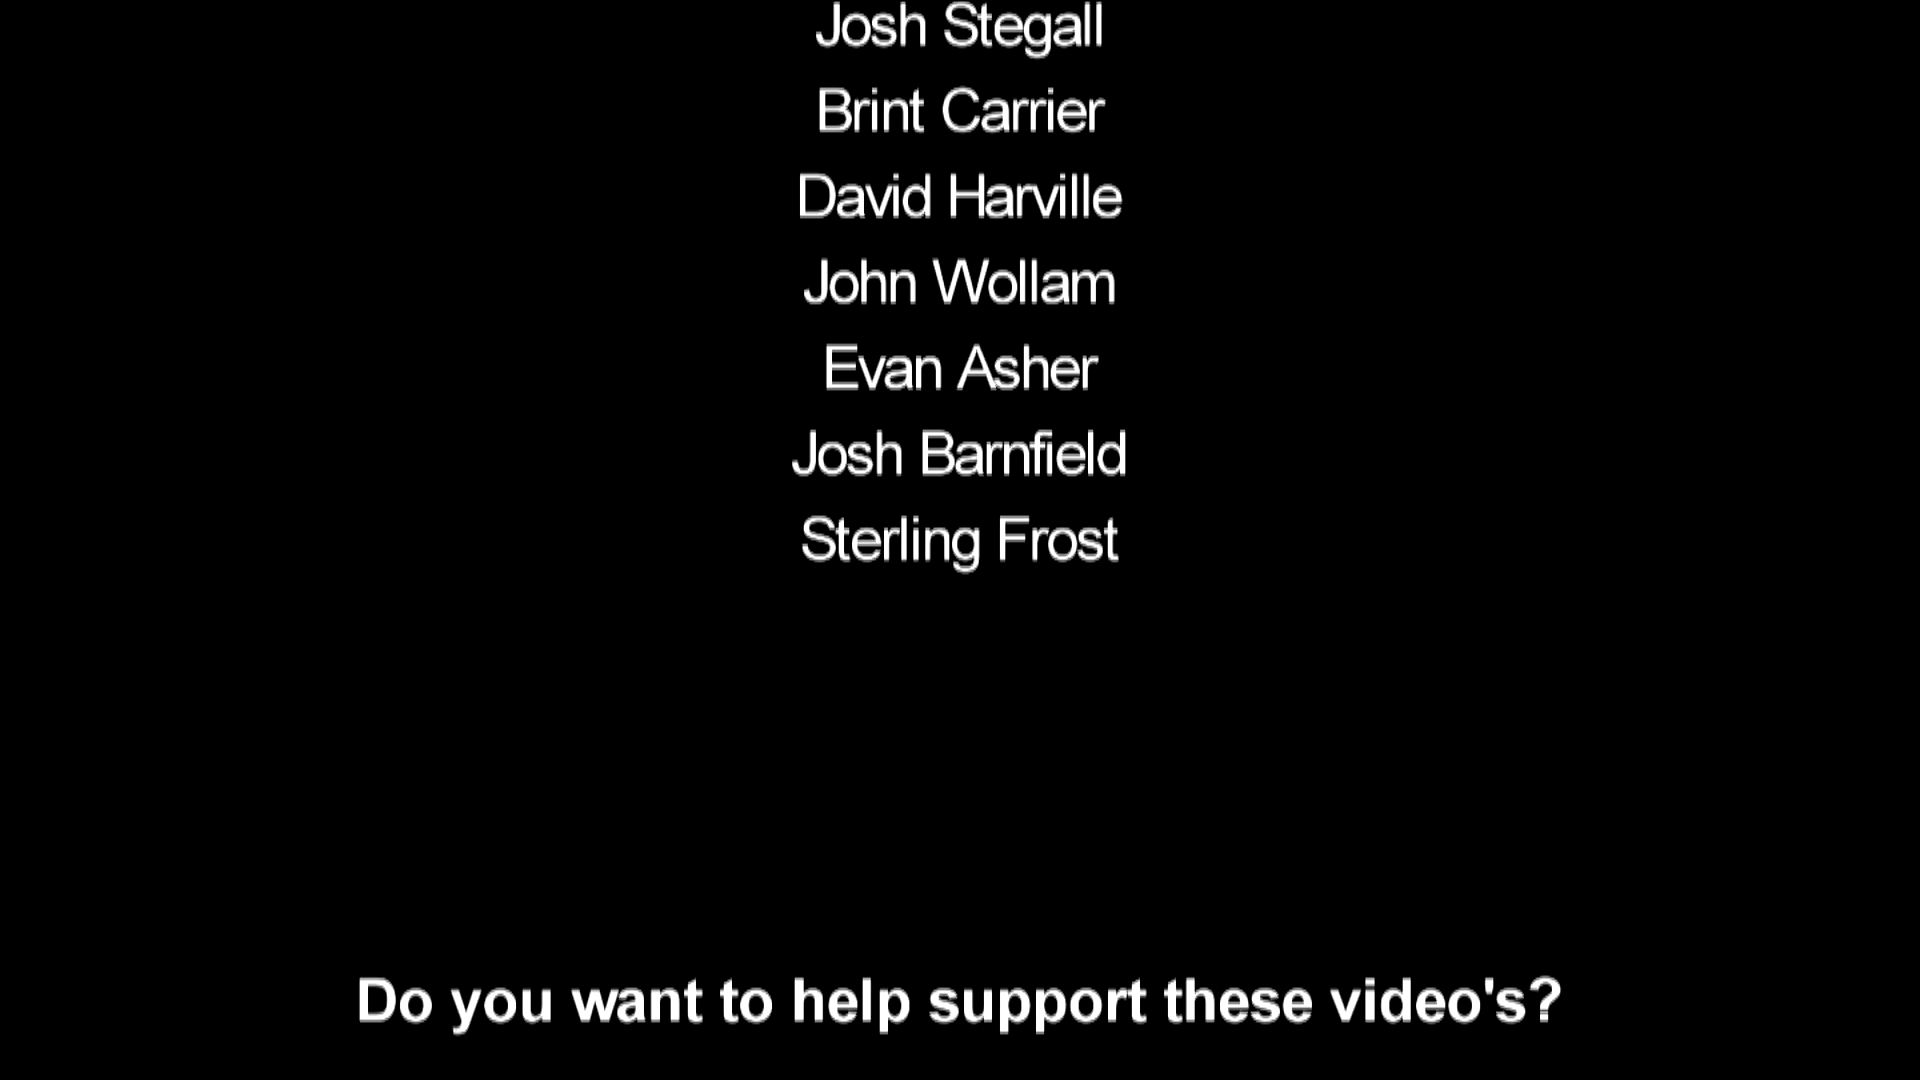 Josh Stegall
Brint Carrier
David Harville
John Wollam
Evan Asher
Josh Barnfield
Sterling Frost
Do you want to help support these video's?